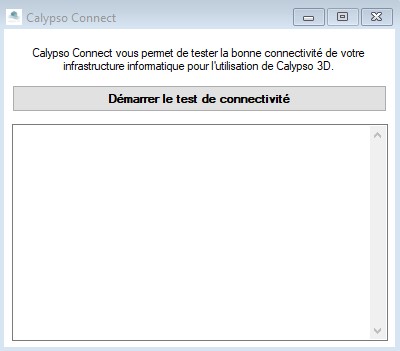 Calypso Connect
Calypso Connect vous permet de tester la bonne connectivité de votre
infrastructure informatique pour l'utilisation de Calypso 3D.
Démarrer le test de connectivité